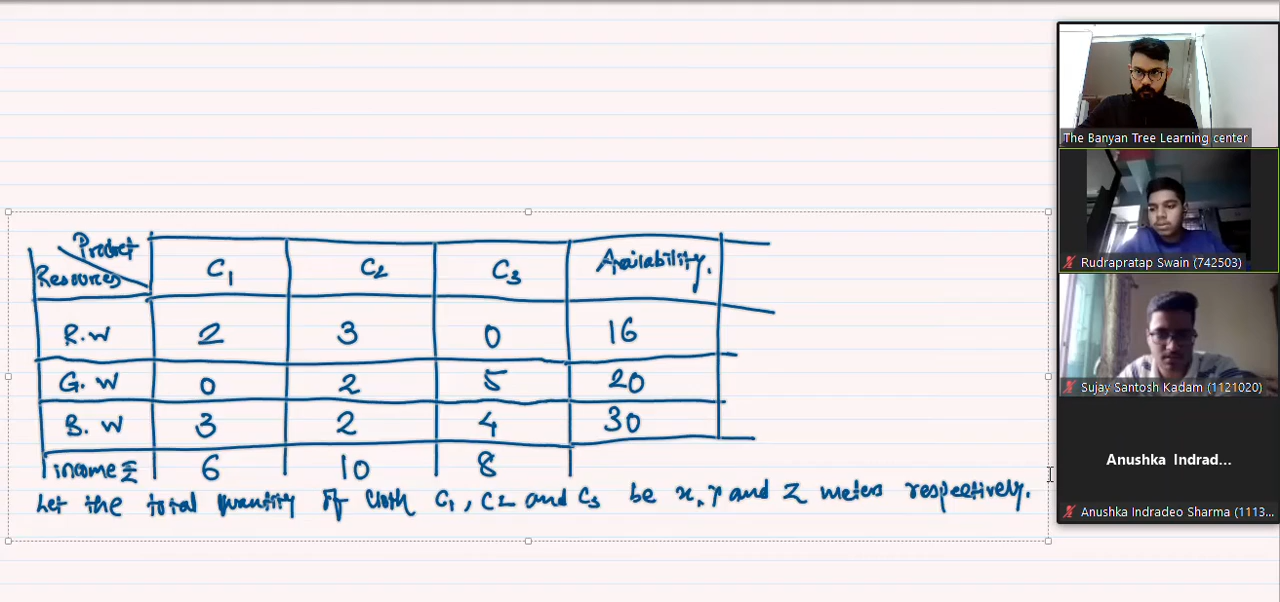 Product
Resources C1 C2 C3 Availability.
R.W 2 3 0 16
G.W 0 2 5 20
B.W 3 2 4 30
income ₹ 6 10 8
Let the total quantity of cloth C1, C2 and C3 be x, y and z meters respectively.
The Banyan Tree Learning center
Rudrapratap Swain (742503)
Sujay Santosh Kadam (1121020)
Anushka Indrad...
Anushka Indradeo Sharma (1113...